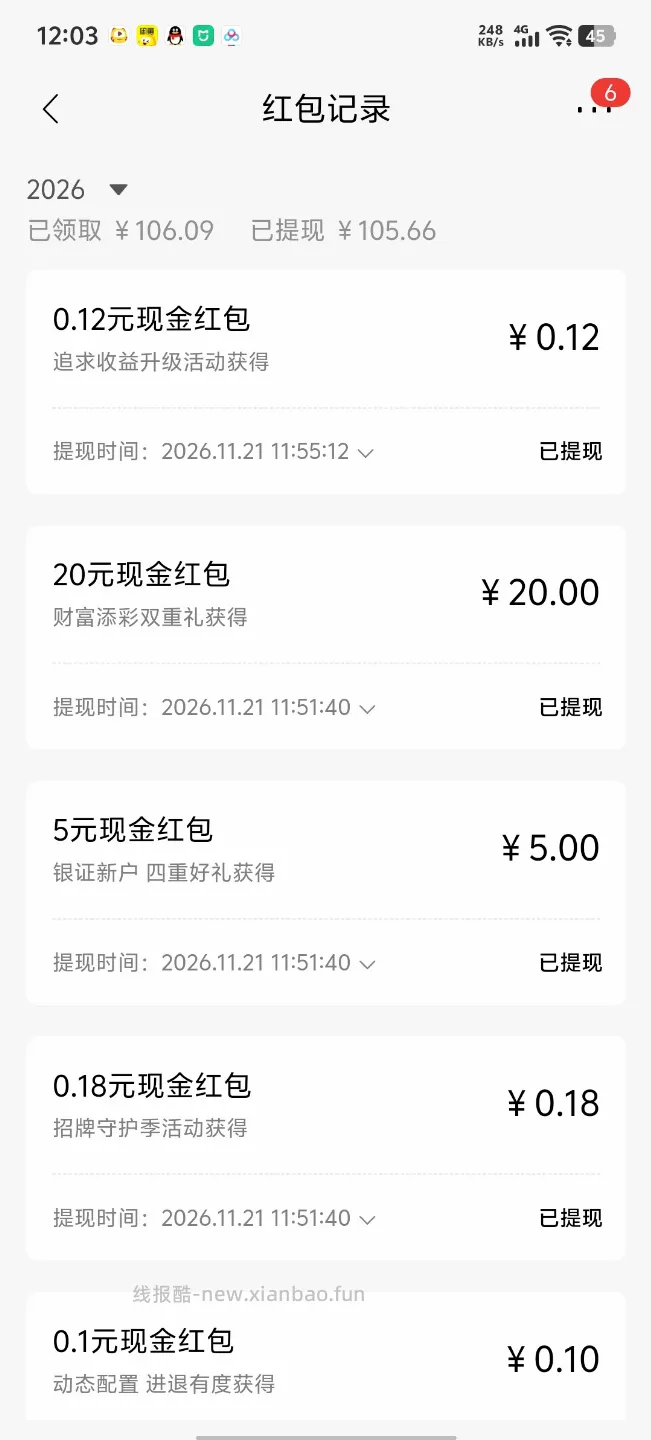 12:03 248 KB/s 4G 45
红包记录 6
2026
已领取 ¥106.09 已提现 ¥105.66
0.12元现金红包
¥ 0.12
追求收益升级活动获得
提现时间：2026.11.21 11:55:12 已提现
20元现金红包
¥ 20.00
财富添彩双重礼获得
提现时间：2026.11.21 11:51:40 已提现
5元现金红包
¥ 5.00
银证新户 四重好礼获得
提现时间：2026.11.21 11:51:40 已提现
0.18元现金红包
¥ 0.18
招牌守护季活动获得
提现时间：2026.11.21 11:51:40 已提现
线报酷-new.xianbao.fun
0.1元现金红包
¥ 0.10
动态配置 进退有度获得